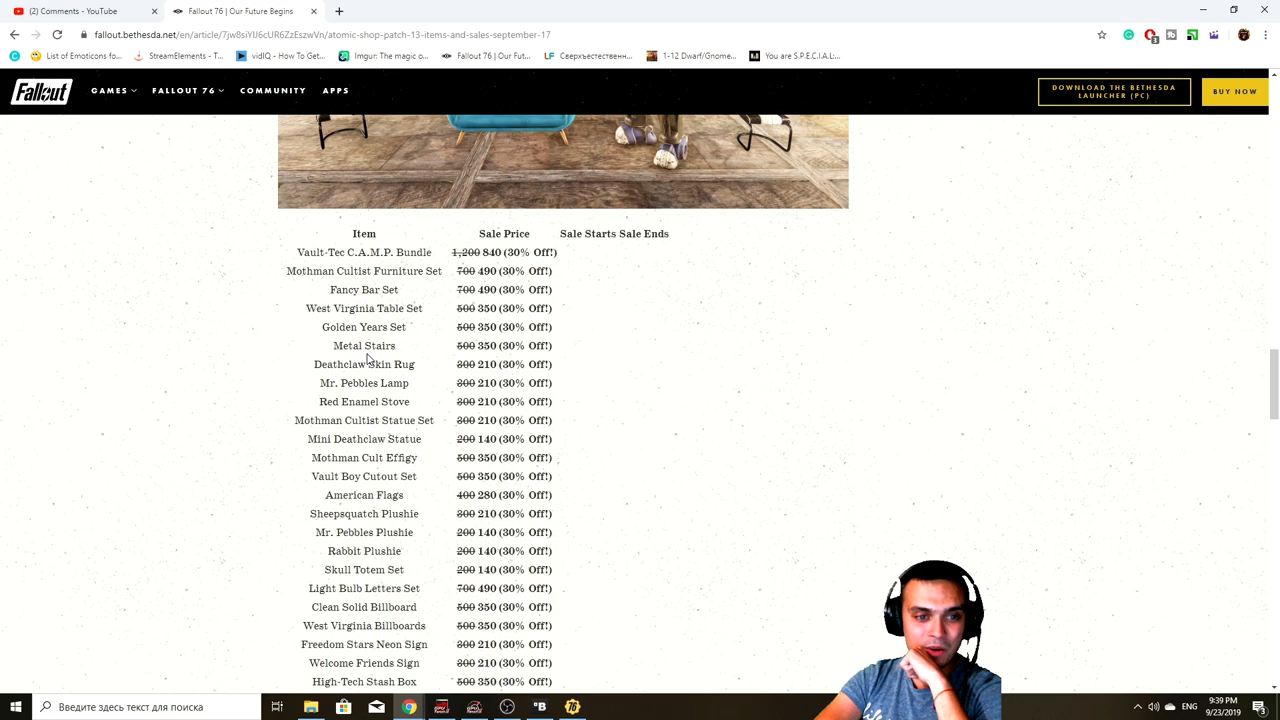 (2) Comments - YouTube
Fallout 76 | Our Future Begins
fallout.bethesda.net/en/article/7jw8siYIJ6cUR6ZzEszwVn/atomic-shop-patch-13-items-and-sales-september-17
List of Emoticons fo...
StreamElements - T...
vidIQ - How To Get...
Imgur: The magic o...
Fallout 76 | Our Fut...
Сверхъестественн...
1-12 Dwarf/Gnome...
You are S.P.E.C.I.A.L:...
Fallout
GAMES
FALLOUT 76
COMMUNITY
APPS
DOWNLOAD THE BETHESDA
LAUNCHER (PC)
BUY NOW
Item Sale Price Sale Starts Sale Ends
Vault-Tec C.A.M.P. Bundle 1,200 840 (30% Off!)
Mothman Cultist Furniture Set 700 490 (30% Off!)
Fancy Bar Set 700 490 (30% Off!)
West Virginia Table Set 500 350 (30% Off!)
Golden Years Set 500 350 (30% Off!)
Metal Stairs 500 350 (30% Off!)
Deathclaw Skin Rug 300 210 (30% Off!)
Mr. Pebbles Lamp 300 210 (30% Off!)
Red Enamel Stove 300 210 (30% Off!)
Mothman Cultist Statue Set 300 210 (30% Off!)
Mini Deathclaw Statue 200 140 (30% Off!)
Mothman Cult Effigy 500 350 (30% Off!)
Vault Boy Cutout Set 500 350 (30% Off!)
American Flags 400 280 (30% Off!)
Sheepsquatch Plushie 300 210 (30% Off!)
Mr. Pebbles Plushie 200 140 (30% Off!)
Rabbit Plushie 200 140 (30% Off!)
Skull Totem Set 200 140 (30% Off!)
Light Bulb Letters Set 700 490 (30% Off!)
Clean Solid Billboard 500 350 (30% Off!)
West Virginia Billboards 500 350 (30% Off!)
Freedom Stars Neon Sign 300 210 (30% Off!)
Welcome Friends Sign 300 210 (30% Off!)
High-Tech Stash Box 500 350 (30% Off!)
Введите здесь текст для поиска
ENG
9:39 PM
9/23/2019